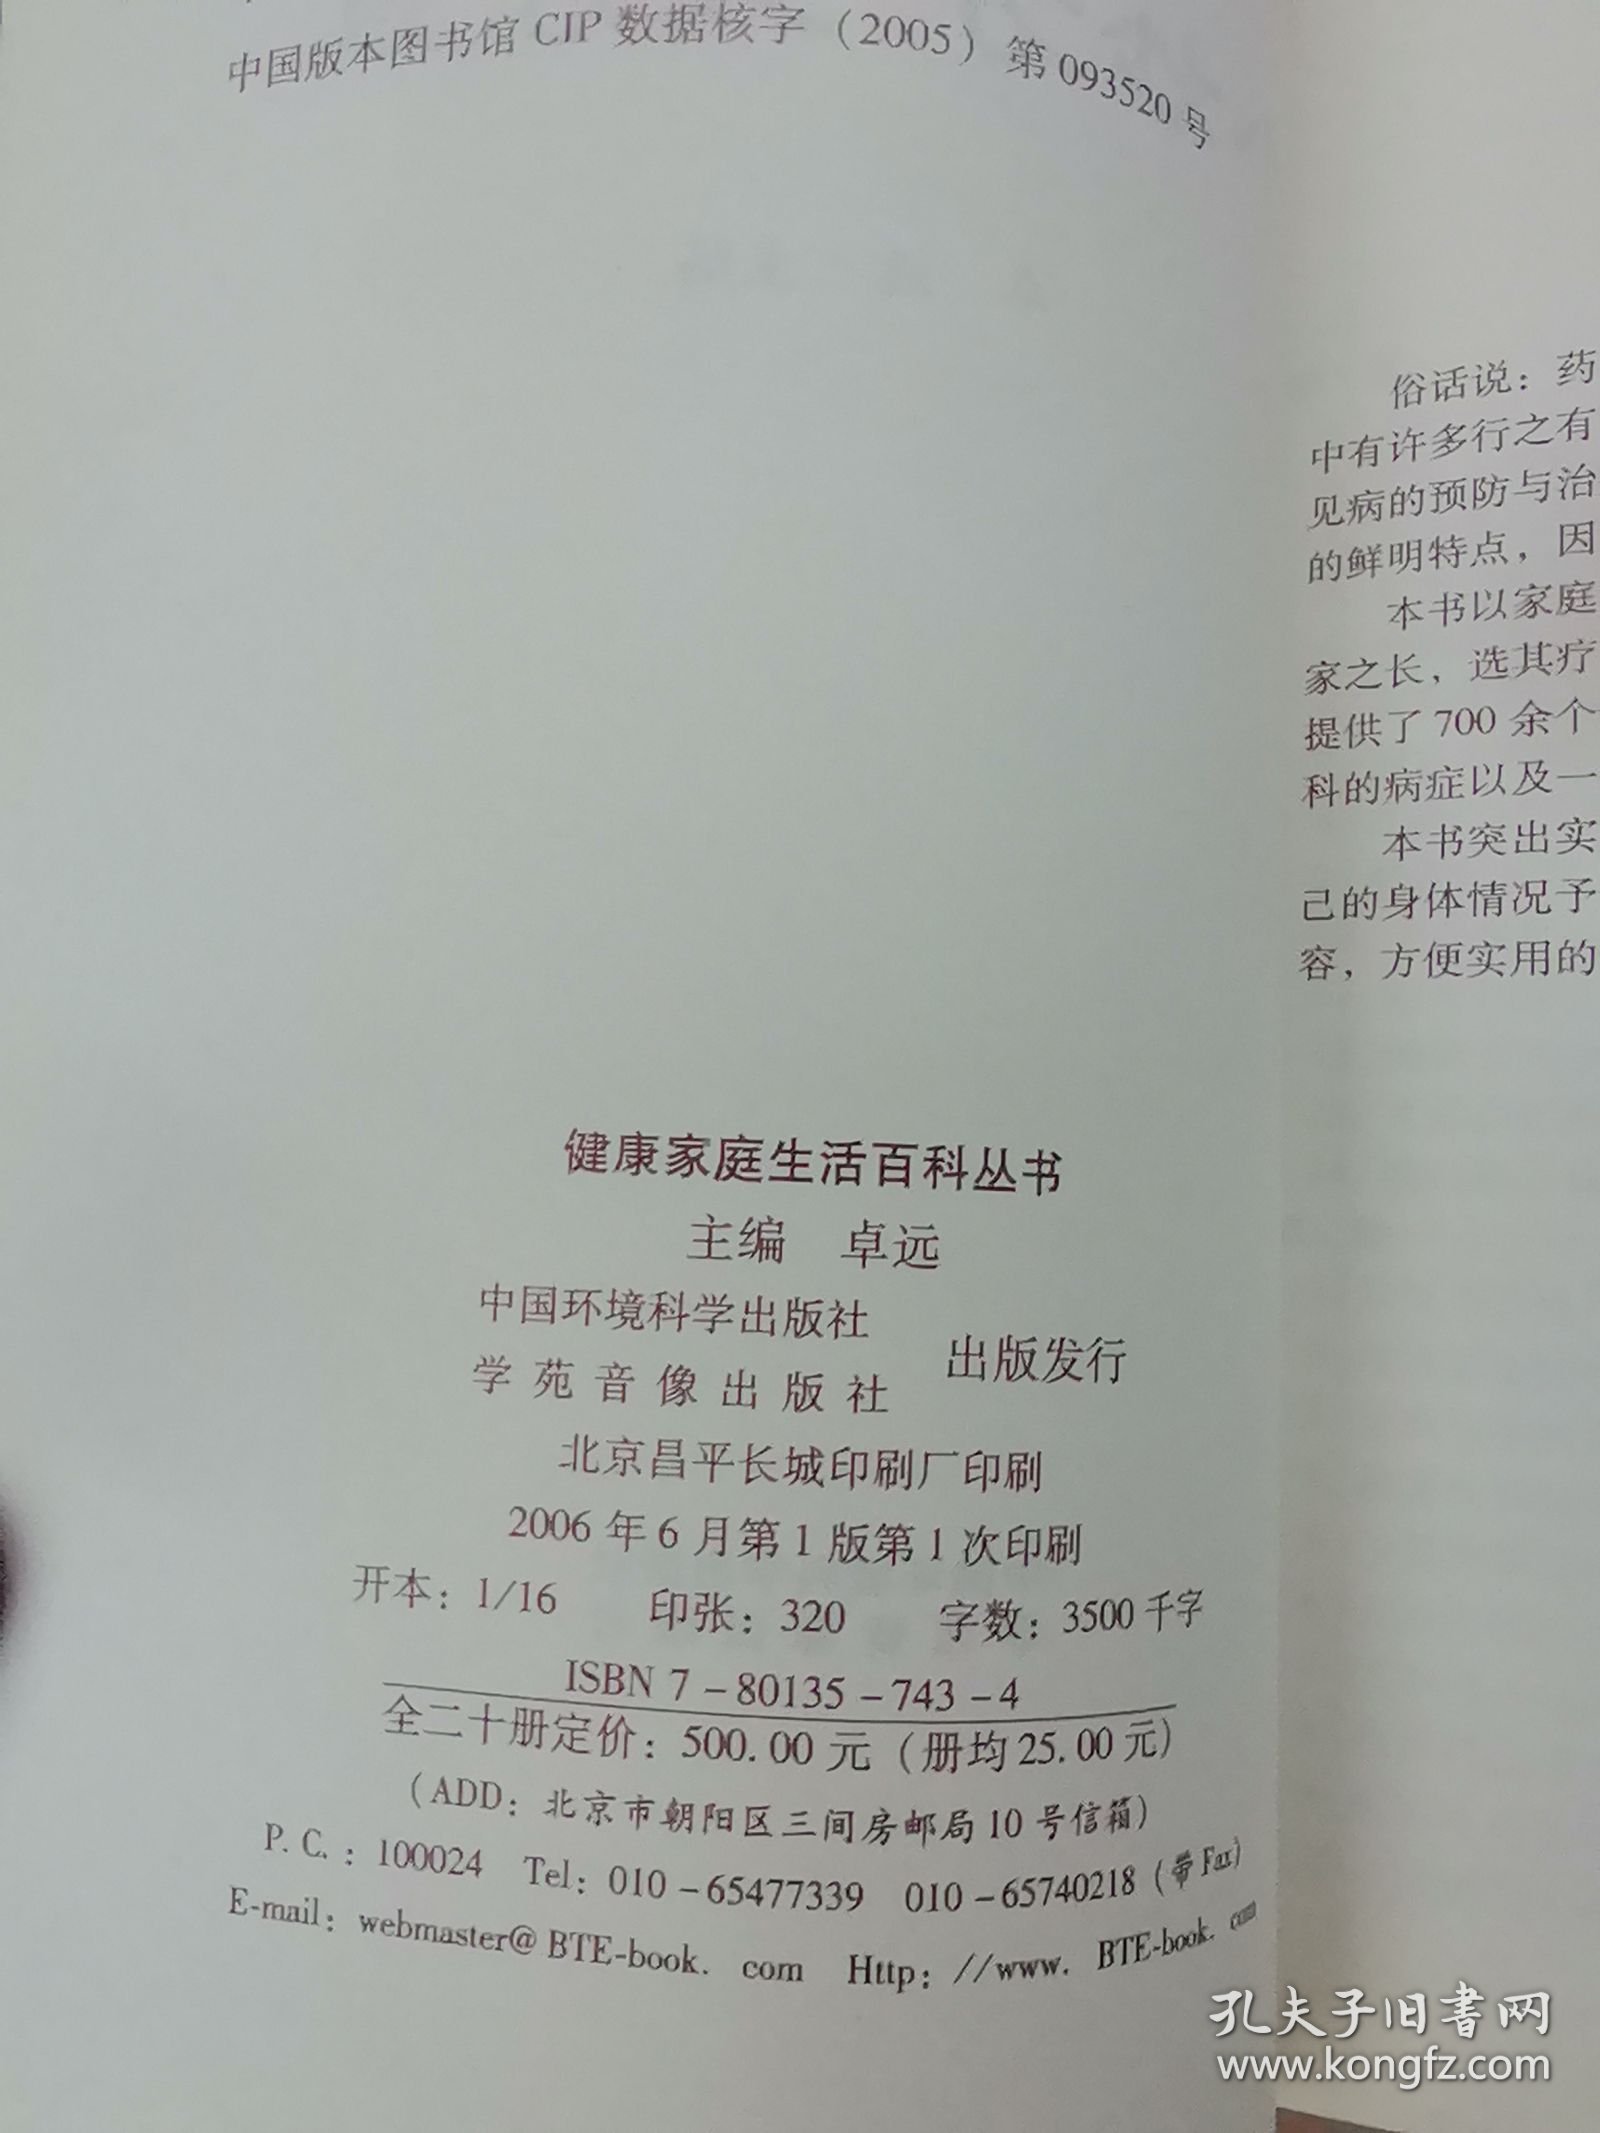 中国版本图书馆 CIP 数据核字（2005）第 093520 号
健康家庭生活百科丛书
主编 卓远
中国环境科学出版社
学苑音像出版社
出版发行
北京昌平长城印刷厂印刷
2006 年 6 月第 1 版第 1 次印刷
开本：1/16 印张：320 字数：3500 千字
ISBN 7－80135－743－4
全二十册定价：500.00 元（册均 25.00 元）
（ADD：北京市朝阳区三间房邮局 10 号信箱）
P.C.：100024 Tel：010－65477339 010－65740218（带 Fax）
E-mail：webmaster@BTE-book.com Http：//www.BTE-book.com
俗话说：药
中有许多行之有
见病的预防与治
的鲜明特点，因
本书以家庭
家之长，选其疗
提供了 700 余个
科的病症以及一
本书突出实
己的身体情况予
容，方便实用的
孔夫子旧书网
www.kongfz.com